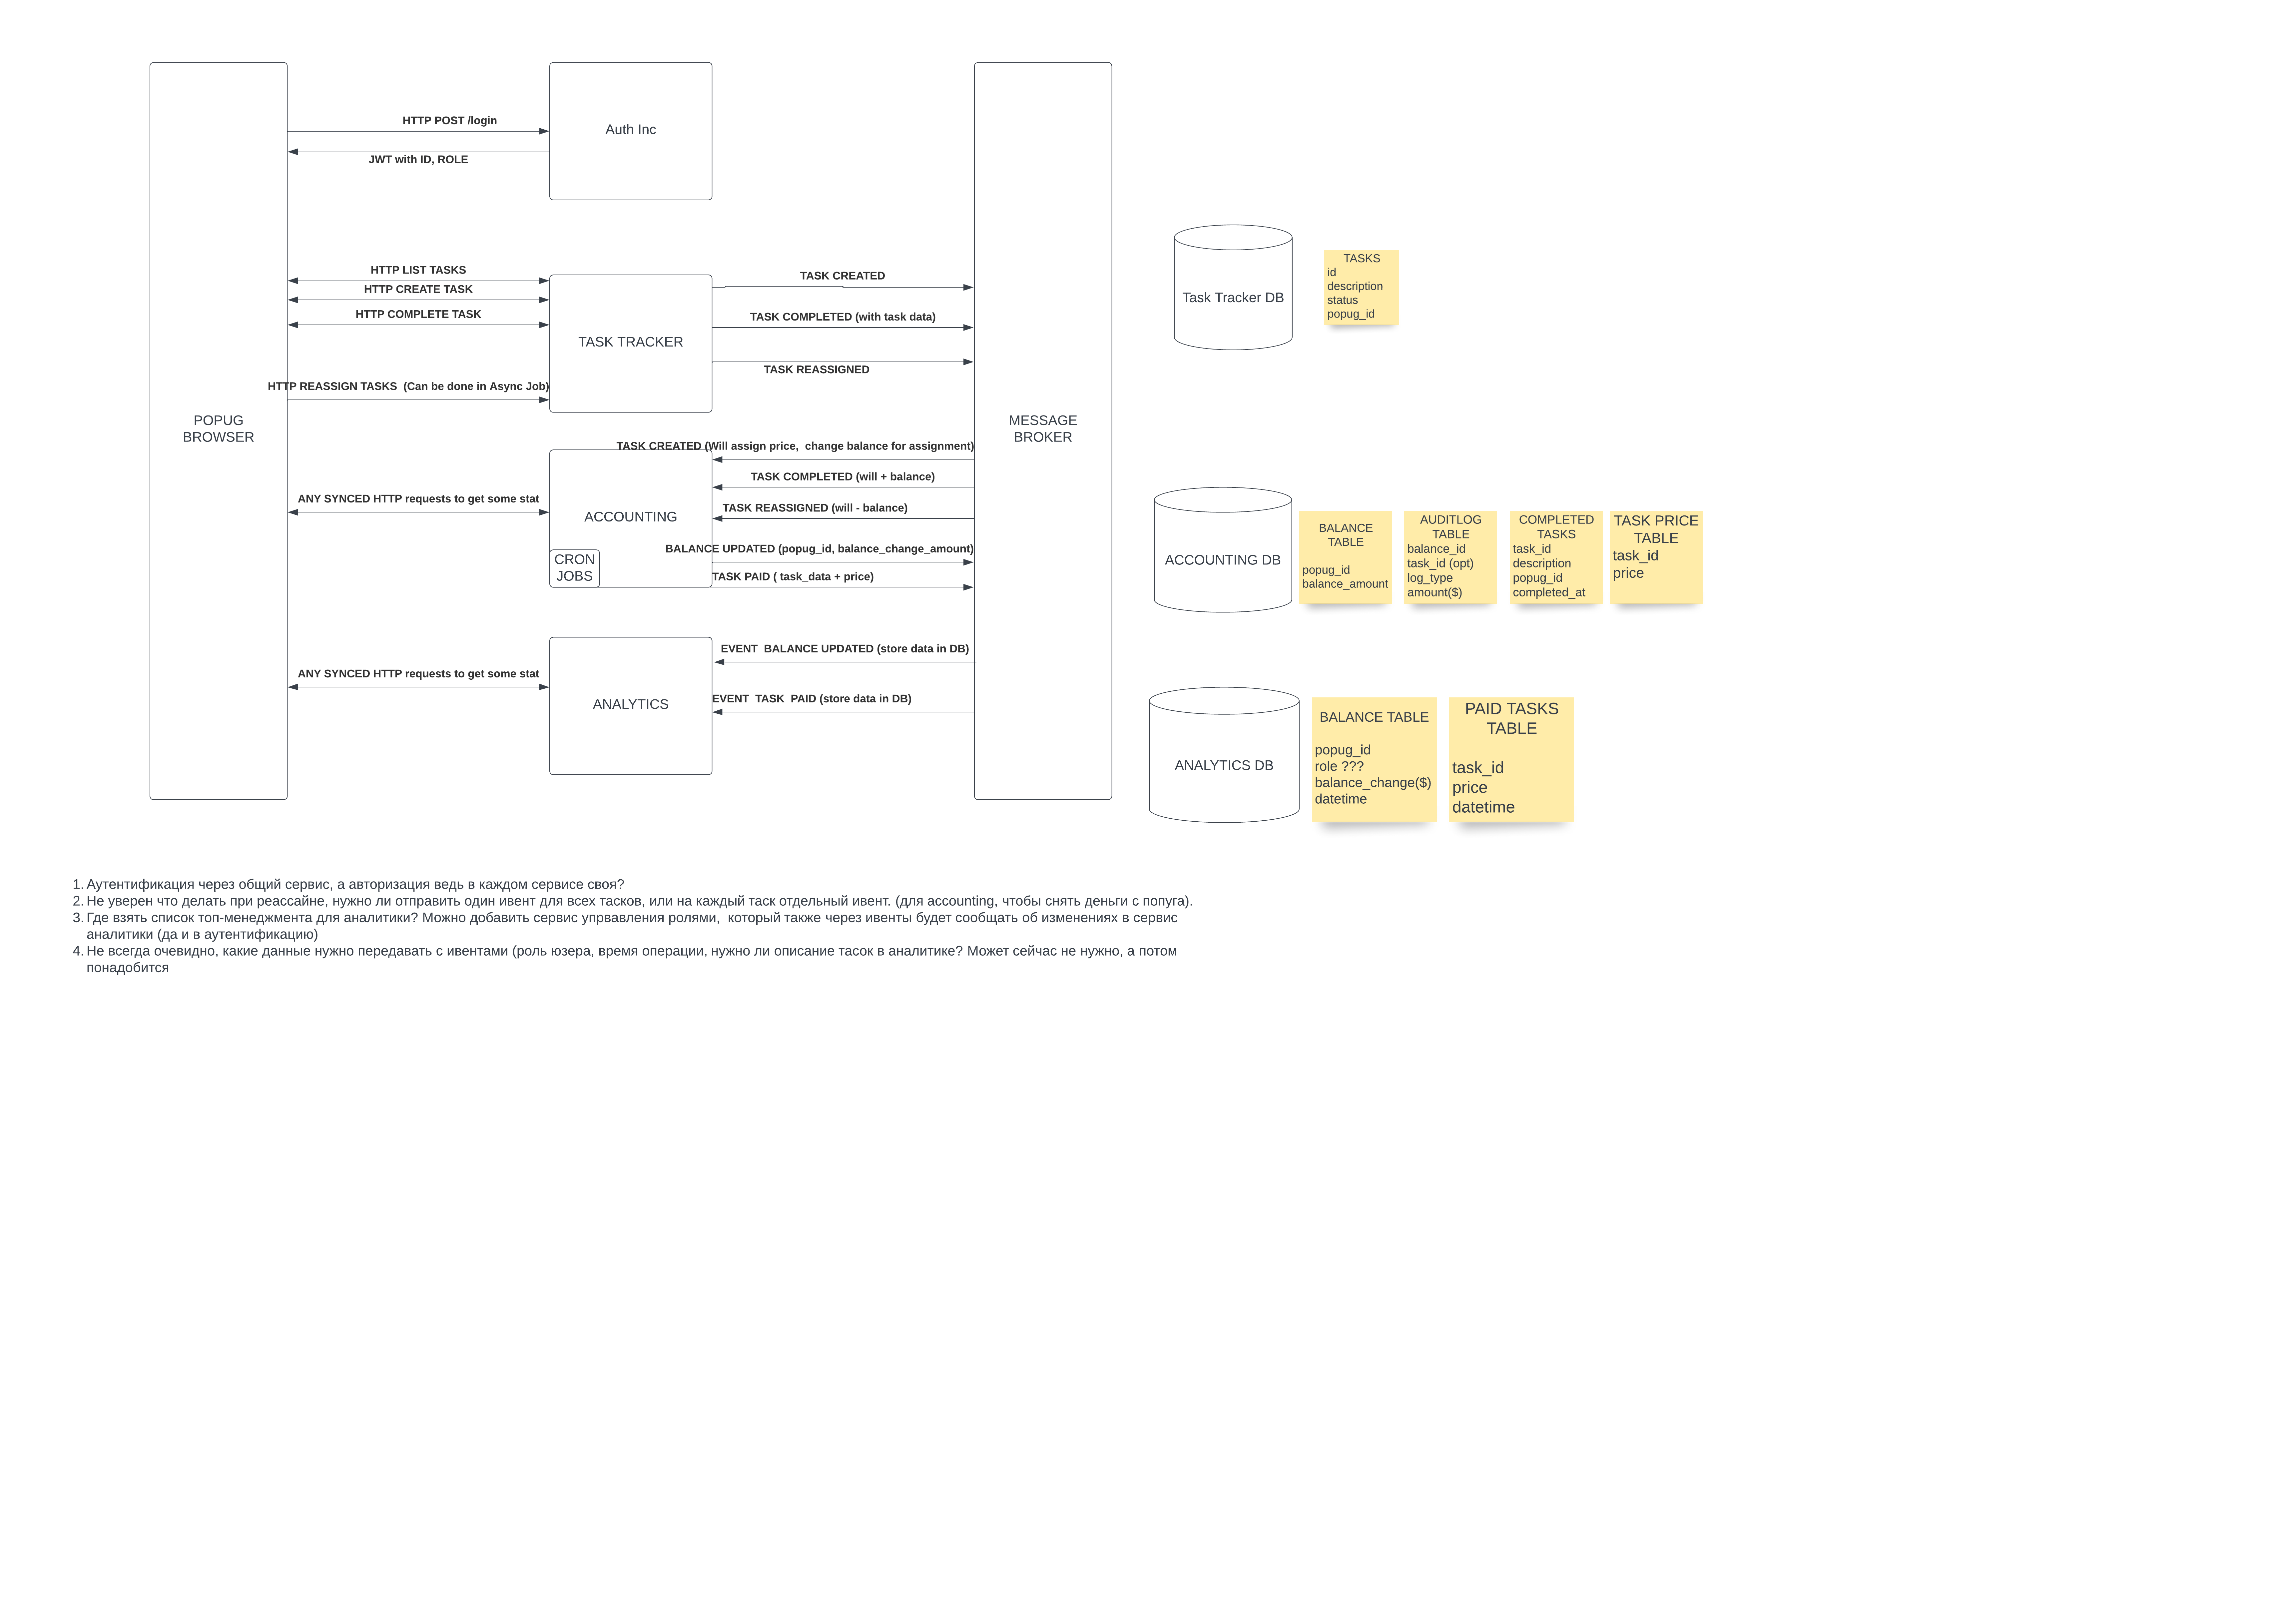 HTTP POST /login
Auth Inc
JWT with ID, ROLE
HTTP LIST TASKS
HTTP CREATE TASK
HTTP COMPLETE TASK
TASK TRACKER
TASK CREATED
TASK COMPLETED (with task data)
TASK REASSIGNED
HTTP REASSIGN TASKS (Can be done in Async Job)
POPUG
BROWSER
MESSAGE
BROKER
Task Tracker DB
TASKS
id
description
status
popug_id
TASK CREATED (Will assign price, change balance for assignment)
TASK COMPLETED (will + balance)
TASK REASSIGNED (will - balance)
ANY SYNCED HTTP requests to get some stat
ACCOUNTING
BALANCE UPDATED (popug_id, balance_change_amount)
CRON
JOBS
TASK PAID ( task_data + price)
ACCOUNTING DB
BALANCE
TABLE
popug_id
balance_amount
AUDITLOG
TABLE
balance_id
task_id (opt)
log_type
amount($)
COMPLETED
TASKS
task_id
description
popug_id
completed_at
TASK PRICE
TABLE
task_id
price
EVENT BALANCE UPDATED (store data in DB)
ANY SYNCED HTTP requests to get some stat
ANALYTICS
EVENT TASK PAID (store data in DB)
ANALYTICS DB
BALANCE TABLE
popug_id
role ???
balance_change($)
datetime
PAID TASKS
TABLE
task_id
price
datetime
1. Аутентификация через общий сервис, а авторизация ведь в каждом сервисе своя?
2. Не уверен что делать при реассайне, нужно ли отправить один ивент для всех тасков, или на каждый таск отдельный ивент. (для accounting, чтобы снять деньги с попуга).
3. Где взять список топ-менеджмента для аналитики? Можно добавить сервис упрвавления ролями, который также через ивенты будет сообщать об изменениях в сервис
аналитики (да и в аутентификацию)
4. Не всегда очевидно, какие данные нужно передавать с ивентами (роль юзера, время операции, нужно ли описание тасок в аналитике? Может сейчас не нужно, а потом
понадобится